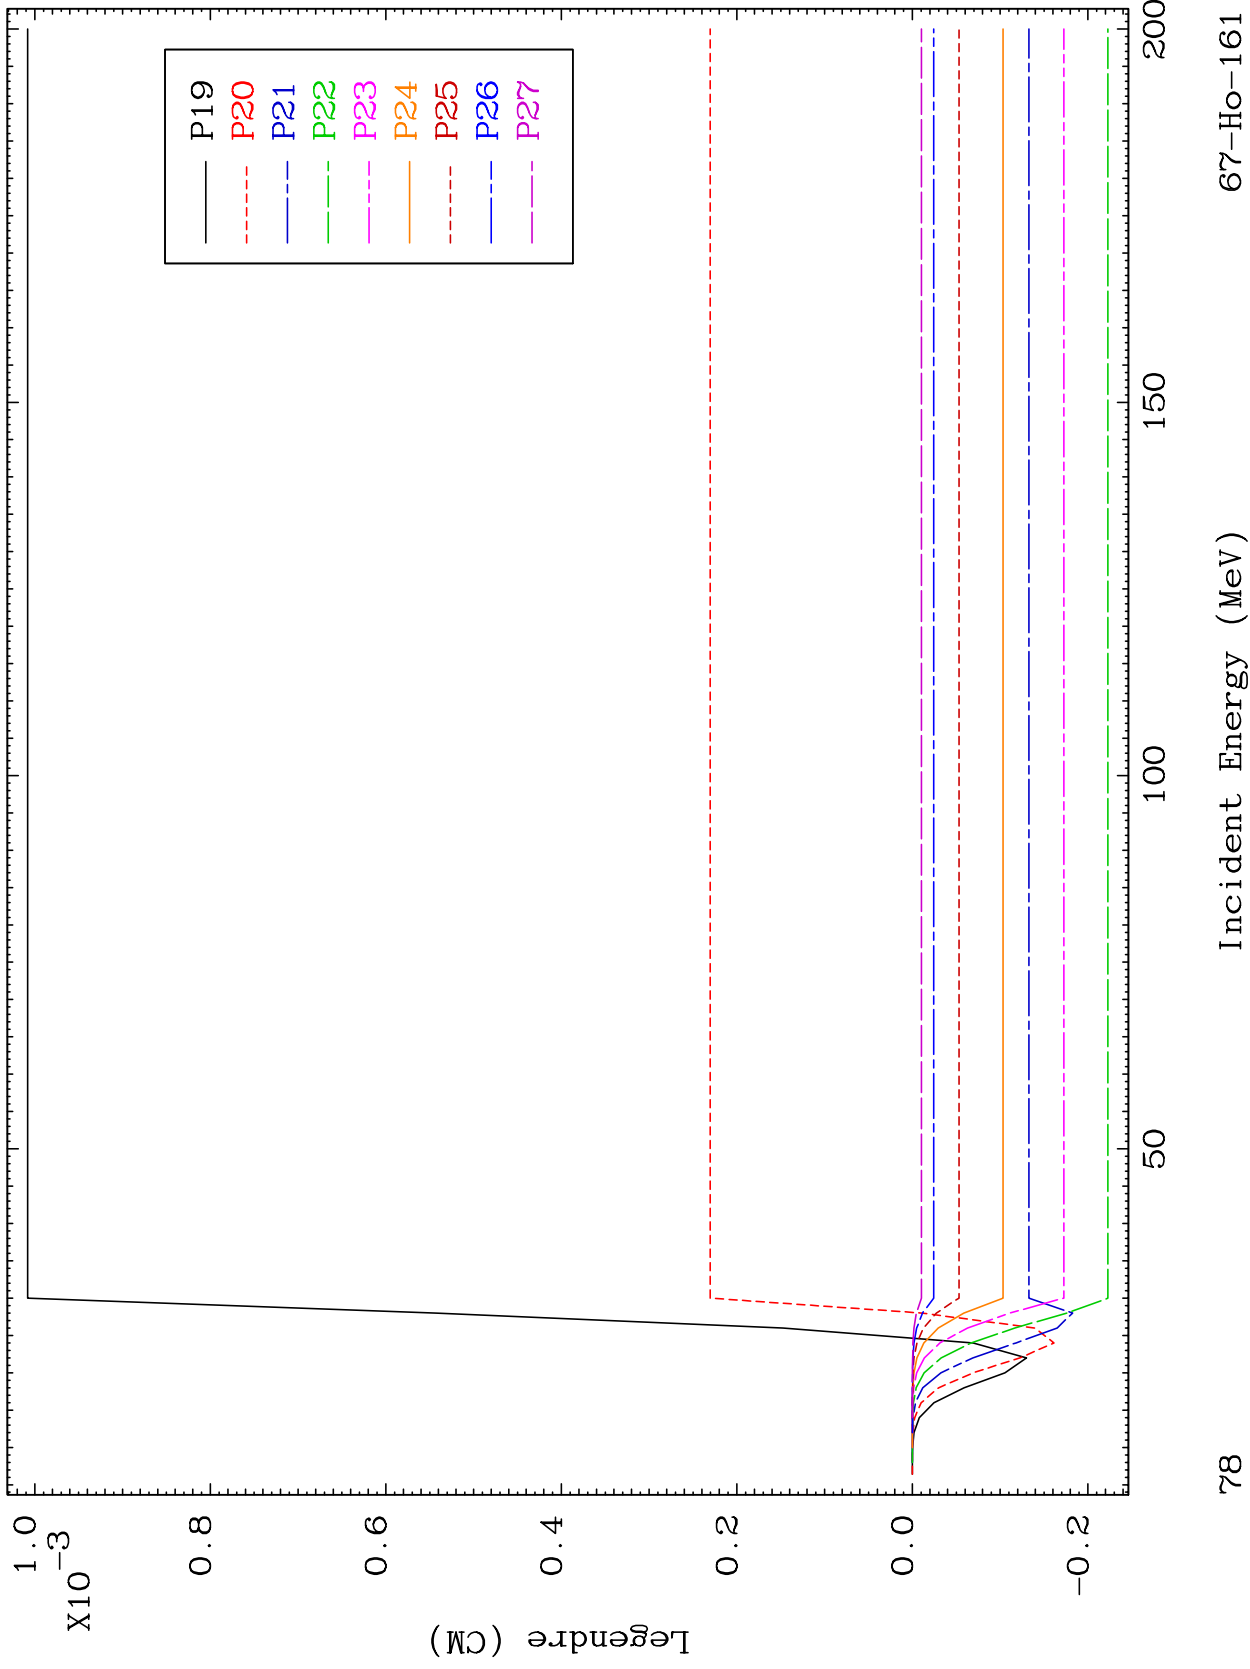 1.0
X10
-3
0.8
0.6
0.4
0.2
0.0
-0.2
Legendre (CM)
P19
P20
P21
P22
P23
P24
P25
P26
P27
50
100
150
200
Incident Energy (MeV)
78
67-Ho-161